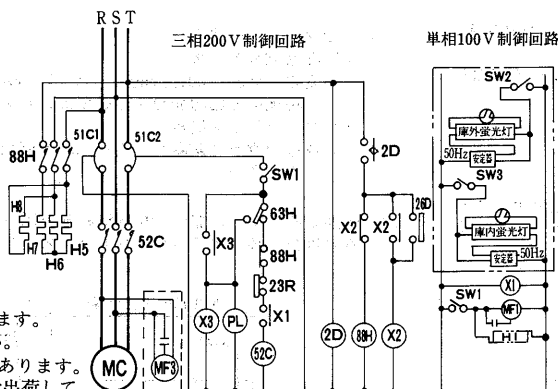 R S T
三相200V制御回路
単相100V制御回路
SW2
51C1
51C2
庫外蛍光灯
88H
2D
50Hz
安定器
SW1
SW3
H8
63H
X2
X2
26D
H7
H5
52C
X3
88H
庫内蛍光灯
H6
23R
安定器
50Hz
X1
X1
ます。
SW1
X3
PL
2D
88H
X2
MF1
あります。
MC
MF3
52C
出荷して